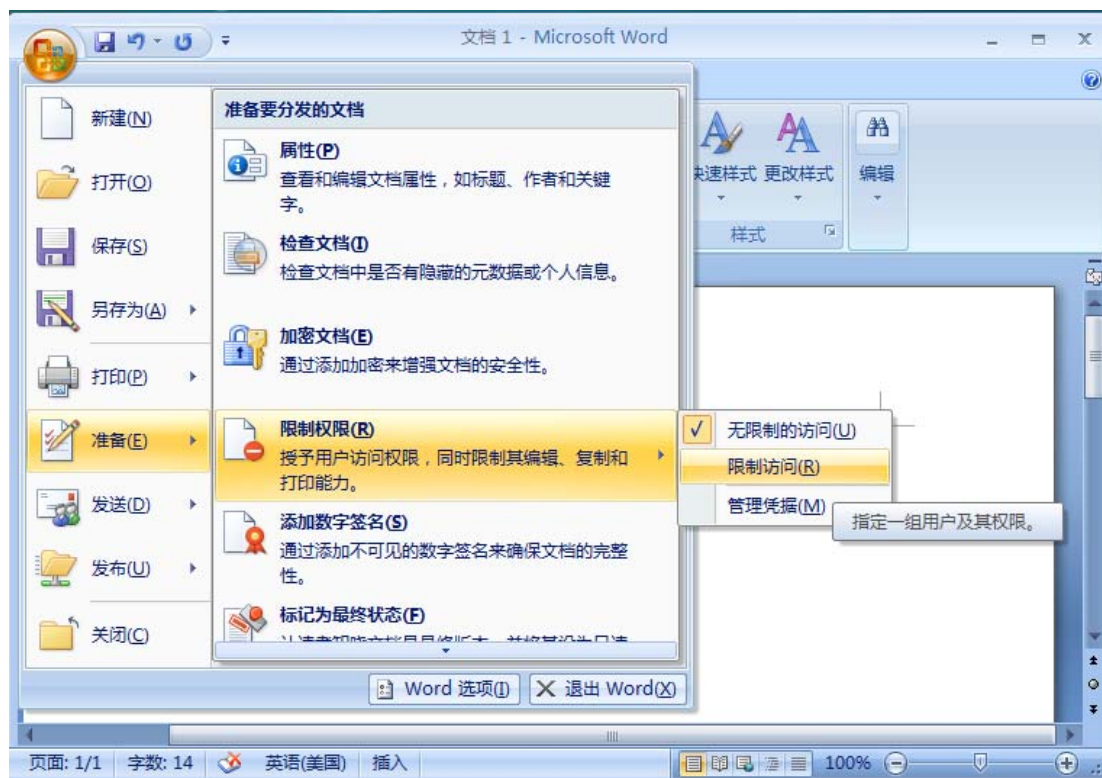 文档 1 - Microsoft Word
新建(N)
打开(O)
保存(S)
另存为(A)
打印(P)
准备(E)
发送(D)
发布(U)
关闭(C)
准备要分发的文档
属性(P)
查看和编辑文档属性，如标题、作者和关键
字。
检查文档(I)
检查文档中是否有隐藏的元数据或个人信息。
加密文档(E)
通过添加加密来增强文档的安全性。
限制权限(R)
授予用户访问权限，同时限制其编辑、复制和
打印能力。
添加数字签名(S)
通过添加不可见的数字签名来确保文档的完整
性。
标记为最终状态(F)
无限制的访问(U)
限制访问(R)
管理凭据(M)
指定一组用户及其权限。
快速样式 更改样式 编辑
样式
Word 选项(I) 退出 Word(X)
页面: 1/1 字数: 14 英语(美国) 插入 100%